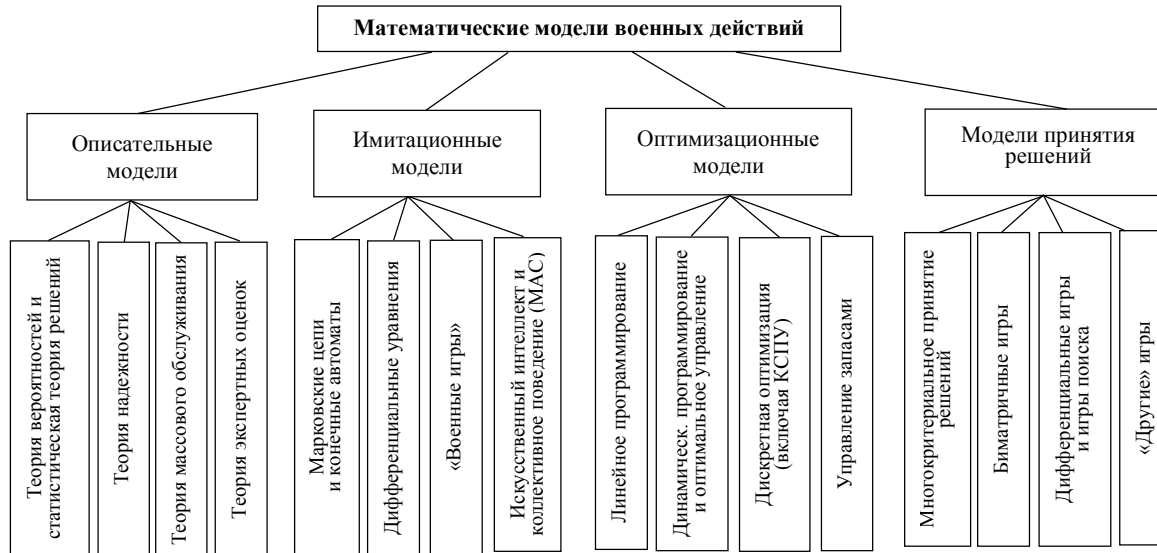 Математические модели военных действий
Описательные
модели
Имитационные
модели
Оптимизационные
модели
Модели принятия
решений
Теория вероятностей и
статистическая теория решений
Теория надежности
Теория массового обслуживания
Теория экспертных оценок
Марковские цепи
и конечные автоматы
Дифференциальные уравнения
«Военные игры»
Искусственный интеллект и
коллективное поведение (МАС)
Линейное программирование
Динамическ. программирование
и оптимальное управление
Дискретная оптимизация
(включая КСПУ)
Управление запасами
Многокритериальное принятие
решений
Биматричные игры
Дифференциальные игры
и игры поиска
«Другие» игры